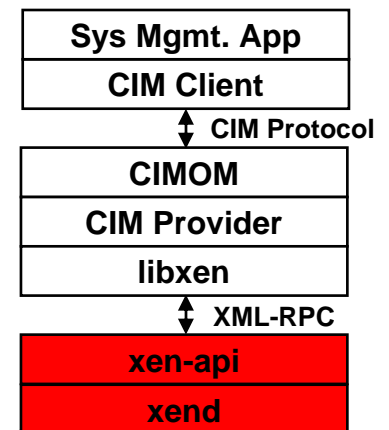 Sys Mgmt. App
CIM Client
CIM Protocol
CIMOM
CIM Provider
libxen
XML-RPC
xen-api
xend